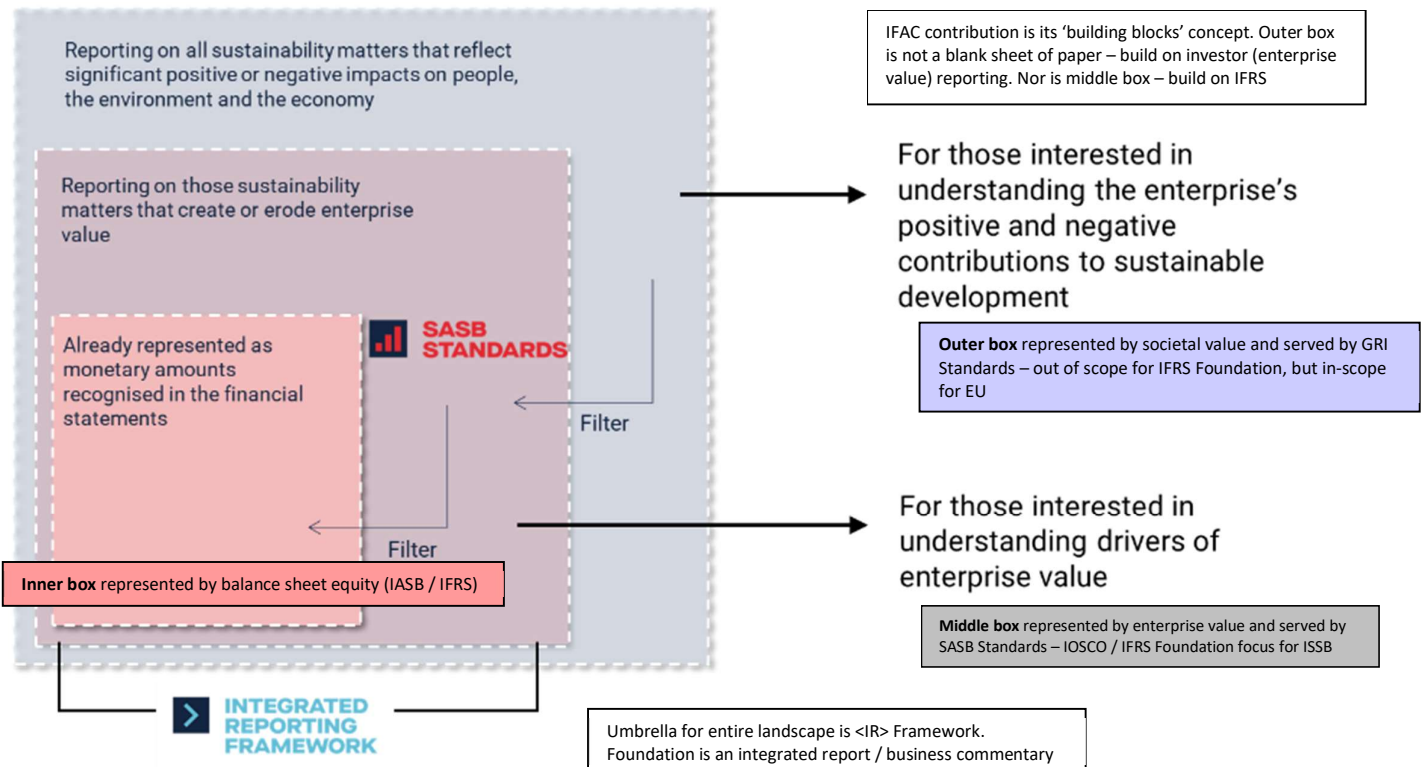 Reporting on all sustainability matters that reflect
significant positive or negative impacts on people,
the environment and the economy
IFAC contribution is its ‘building blocks’ concept. Outer box
is not a blank sheet of paper – build on investor (enterprise
value) reporting. Nor is middle box – build on IFRS
Reporting on those sustainability
matters that create or erode enterprise
value
For those interested in
understanding the enterprise’s
positive and negative
contributions to sustainable
development
Already represented as
monetary amounts
recognised in the financial
statements
SASB
STANDARDS
Outer box represented by societal value and served by GRI
Standards – out of scope for IFRS Foundation, but in-scope
for EU
Filter
Filter
For those interested in
understanding drivers of
enterprise value
Inner box represented by balance sheet equity (IASB / IFRS)
Middle box represented by enterprise value and served by
SASB Standards – IOSCO / IFRS Foundation focus for ISSB
INTEGRATED
REPORTING
FRAMEWORK
Umbrella for entire landscape is <IR> Framework.
Foundation is an integrated report / business commentary